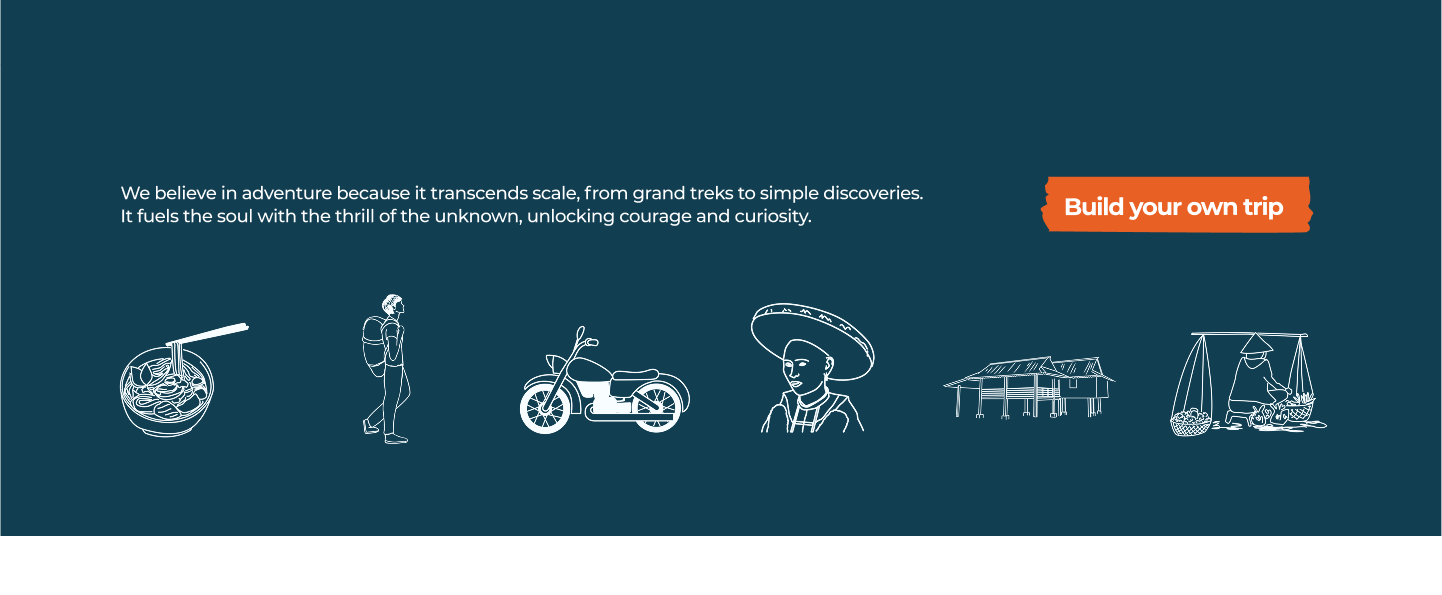 We believe in adventure because it transcends scale, from grand treks to simple discoveries.
It fuels the soul with the thrill of the unknown, unlocking courage and curiosity.
Build your own trip